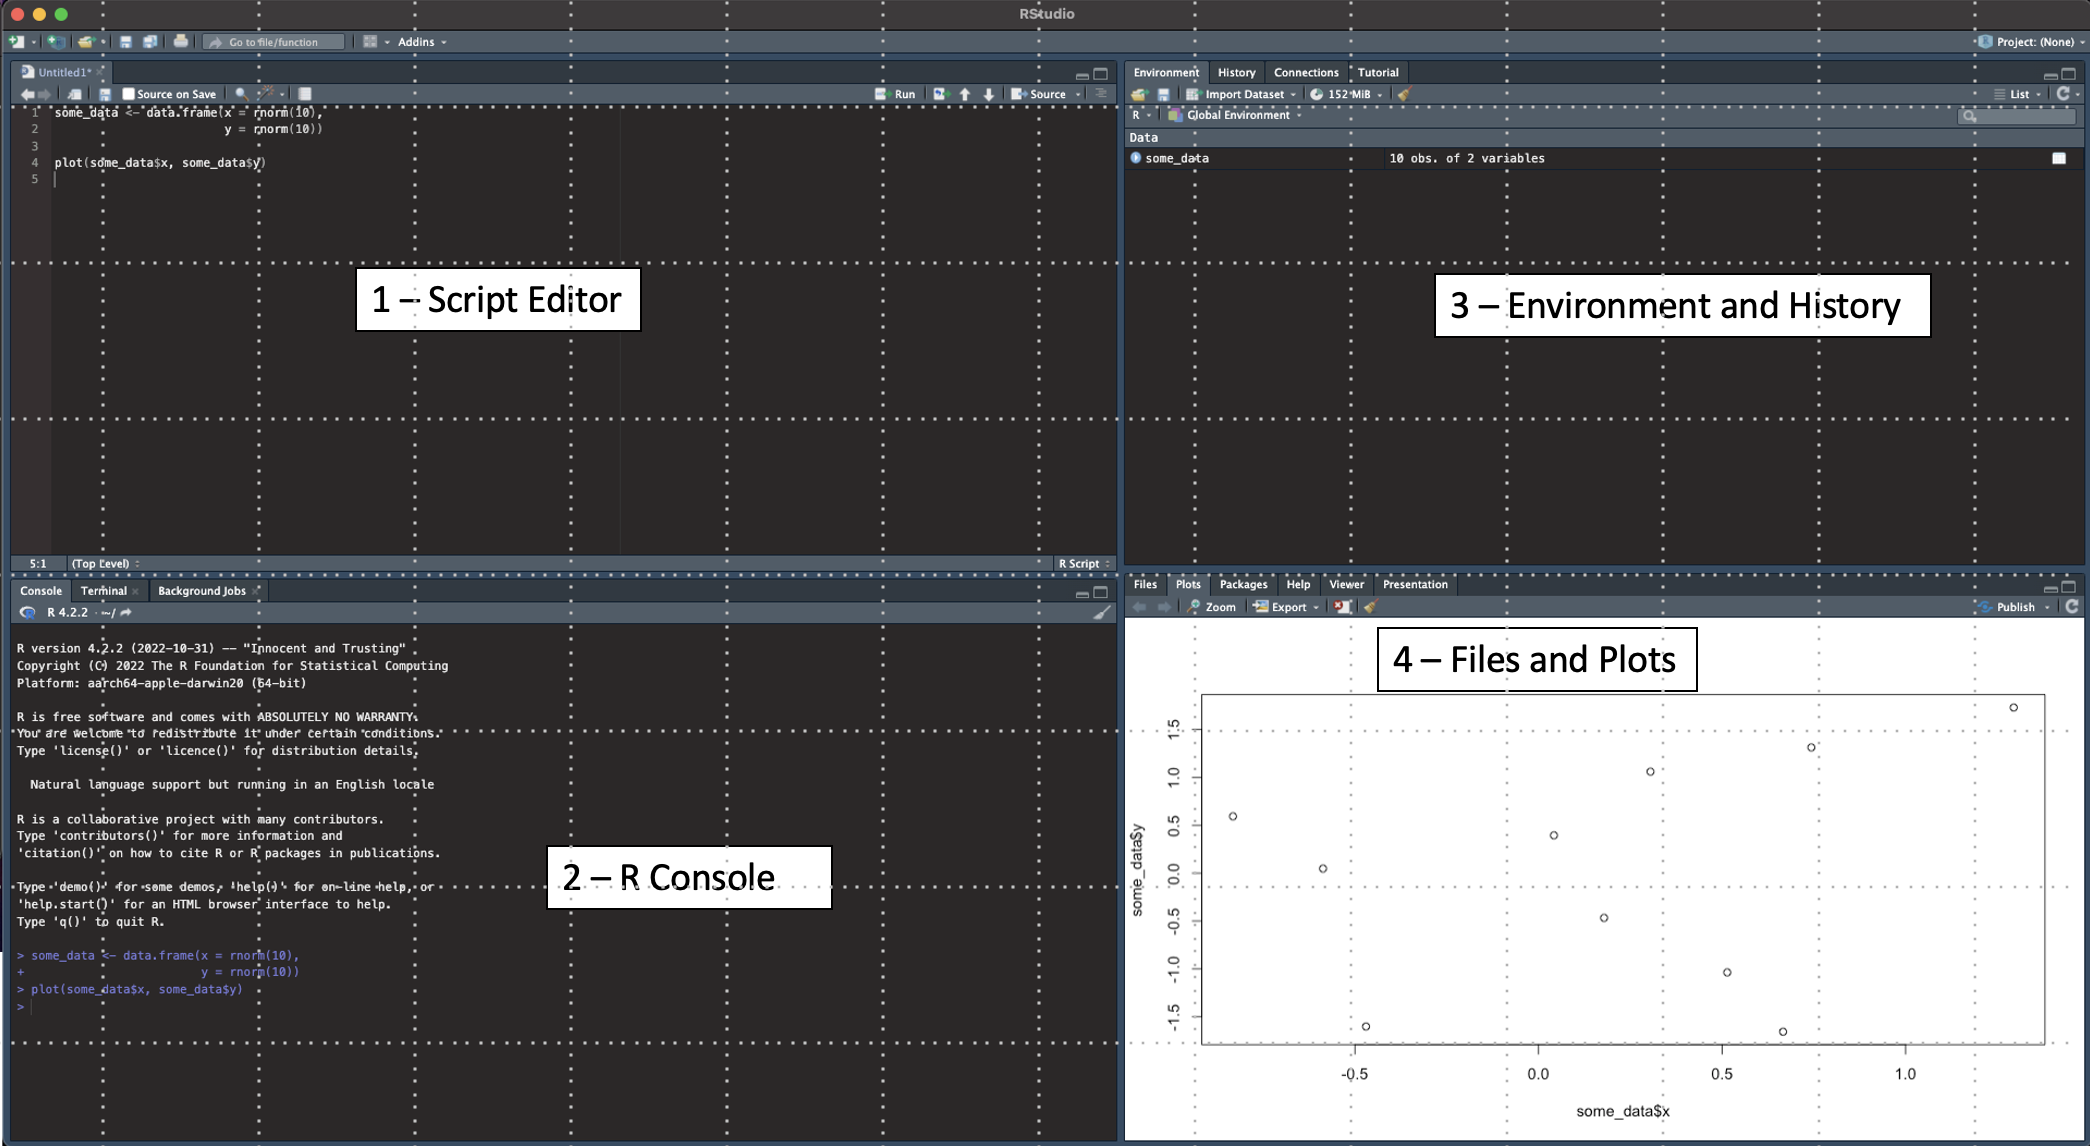 RStudio
Go to file/function
Addins
Project: (None)
Untitled1*
Source on Save
Run
Source
1 some_data <- data.frame(x = rnorm(10),
2 y = rnorm(10))
3
4 plot(some_data$x, some_data$y)
5
1 – Script Editor
5:1 (Top Level)
R Script
Environment History Connections Tutorial
Import Dataset 152 MiB List
R Global Environment
Data
some_data 10 obs. of 2 variables
3 – Environment and History
Console Terminal Background Jobs
R 4.2.2 · ~/
R version 4.2.2 (2022-10-31) -- "Innocent and Trusting"
Copyright (C) 2022 The R Foundation for Statistical Computing
Platform: aarch64-apple-darwin20 (64-bit)
R is free software and comes with ABSOLUTELY NO WARRANTY.
You are welcome to redistribute it under certain conditions.
Type 'license()' or 'licence()' for distribution details.
Natural language support but running in an English locale
R is a collaborative project with many contributors.
Type 'contributors()' for more information and
'citation()' on how to cite R or R packages in publications.
Type 'demo()' for some demos, 'help()' for on-line help, or
'help.start()' for an HTML browser interface to help.
Type 'q()' to quit R.
> some_data <- data.frame(x = rnorm(10),
+ y = rnorm(10))
> plot(some_data$x, some_data$y)
>
2 – R Console
Files Plots Packages Help Viewer Presentation
Zoom Export Publish
4 – Files and Plots
some_data$y
1.5
1.0
0.5
0.0
-0.5
-1.0
-1.5
-0.5 0.0 0.5 1.0
some_data$x